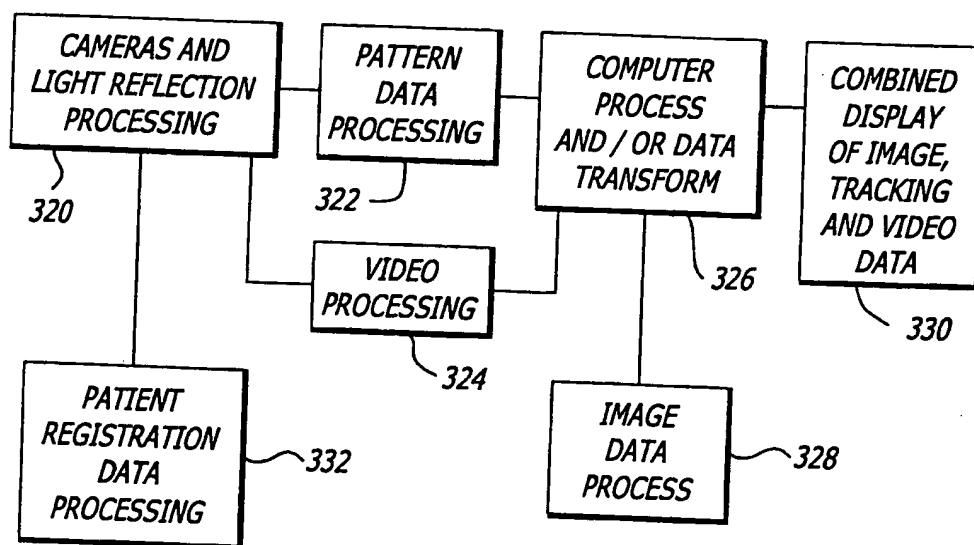 CAMERAS AND
LIGHT REFLECTION
PROCESSING
320
PATTERN
DATA
PROCESSING
322
COMPUTER
PROCESS
AND / OR DATA
TRANSFORM
326
COMBINED
DISPLAY
OF IMAGE,
TRACKING
AND VIDEO
DATA
330
VIDEO
PROCESSING
324
PATIENT
REGISTRATION
DATA
PROCESSING
332
IMAGE
DATA
PROCESS
328